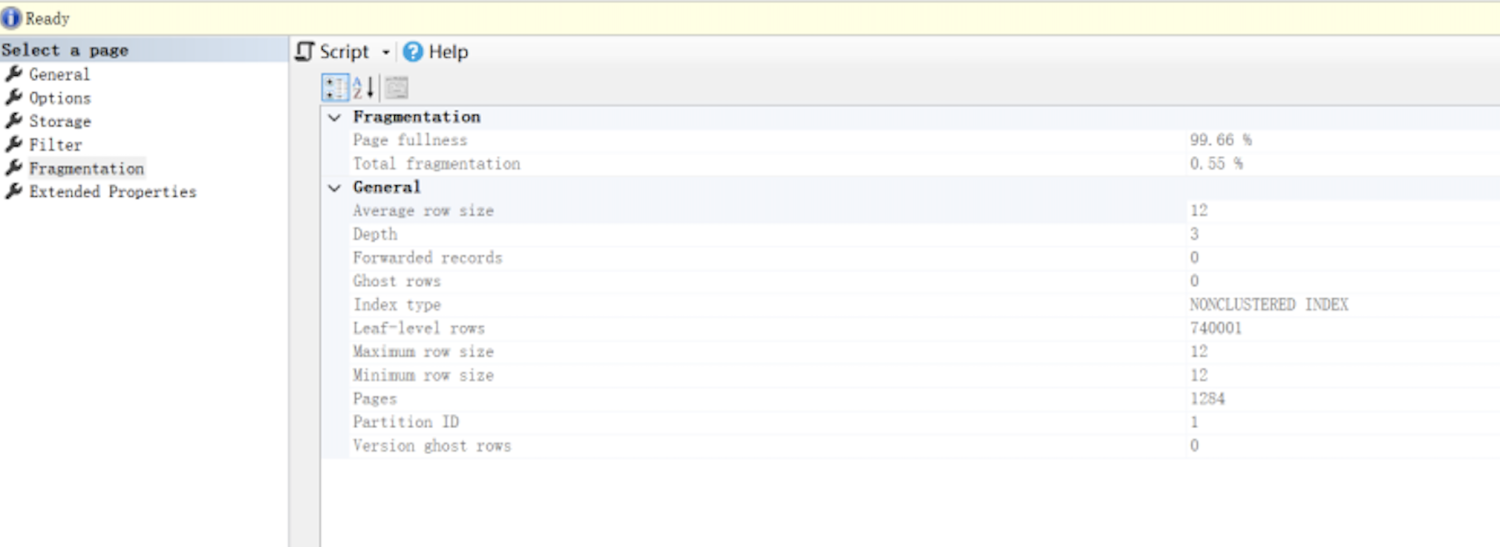 Ready
Select a page
General
Options
Storage
Filter
Fragmentation
Extended Properties
Script Help
Fragmentation
Page fullness 99.66 %
Total fragmentation 0.55 %
General
Average row size 12
Depth 3
Forwarded records 0
Ghost rows 0
Index type NONCLUSTERED INDEX
Leaf-level rows 740001
Maximum row size 12
Minimum row size 12
Pages 1284
Partition ID 1
Version ghost rows 0